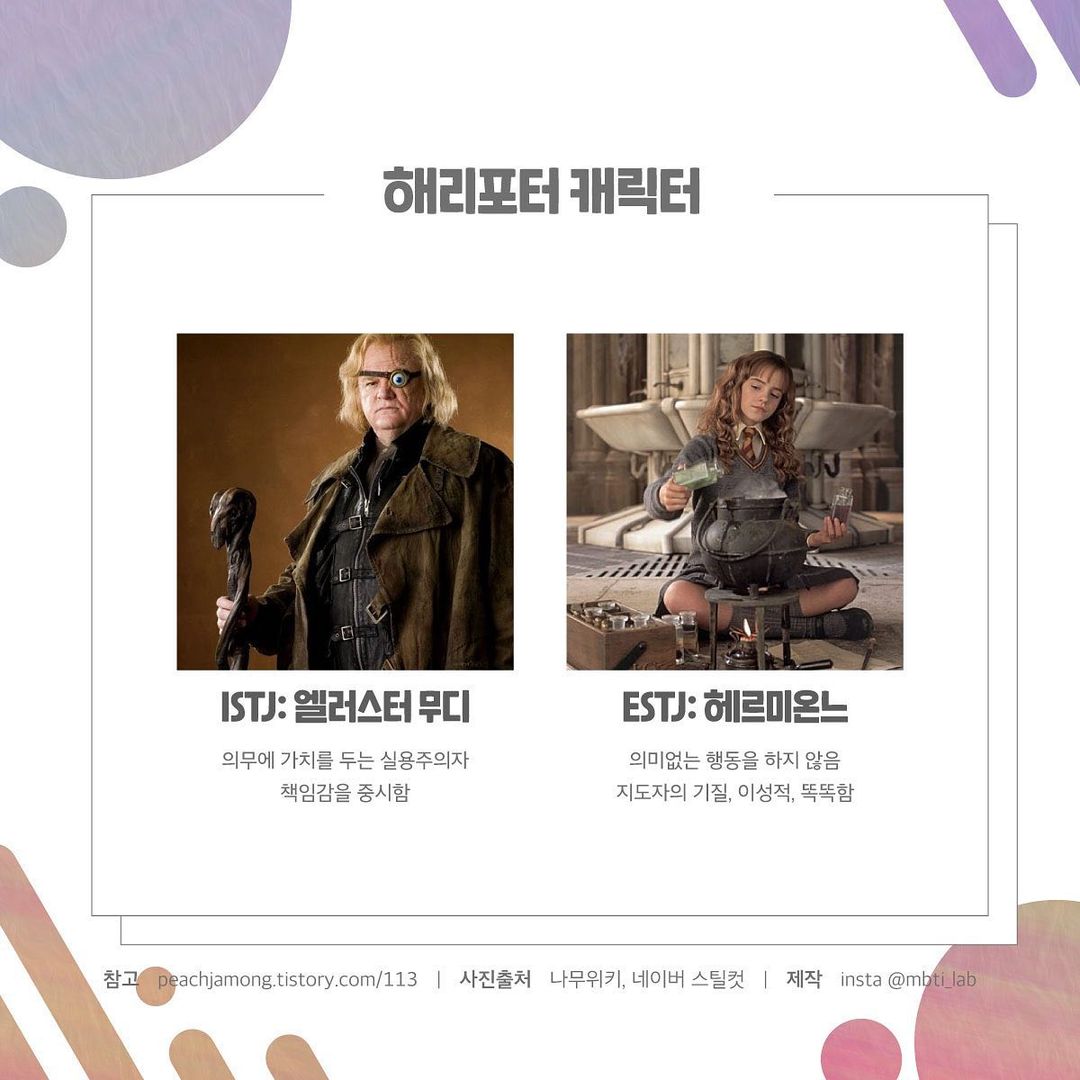 해리포터 캐릭터
ISTJ: 엘러스터 무디
의무에 가치를 두는 실용주의자
책임감을 중시함
ESTJ: 헤르미온느
의미없는 행동을 하지 않음
지도자의 기질, 이성적, 똑똑함
참고 peachjamong.tistory.com/113 | 사진출처 나무위키, 네이버 스틸컷 | 제작 insta @mbti_lab